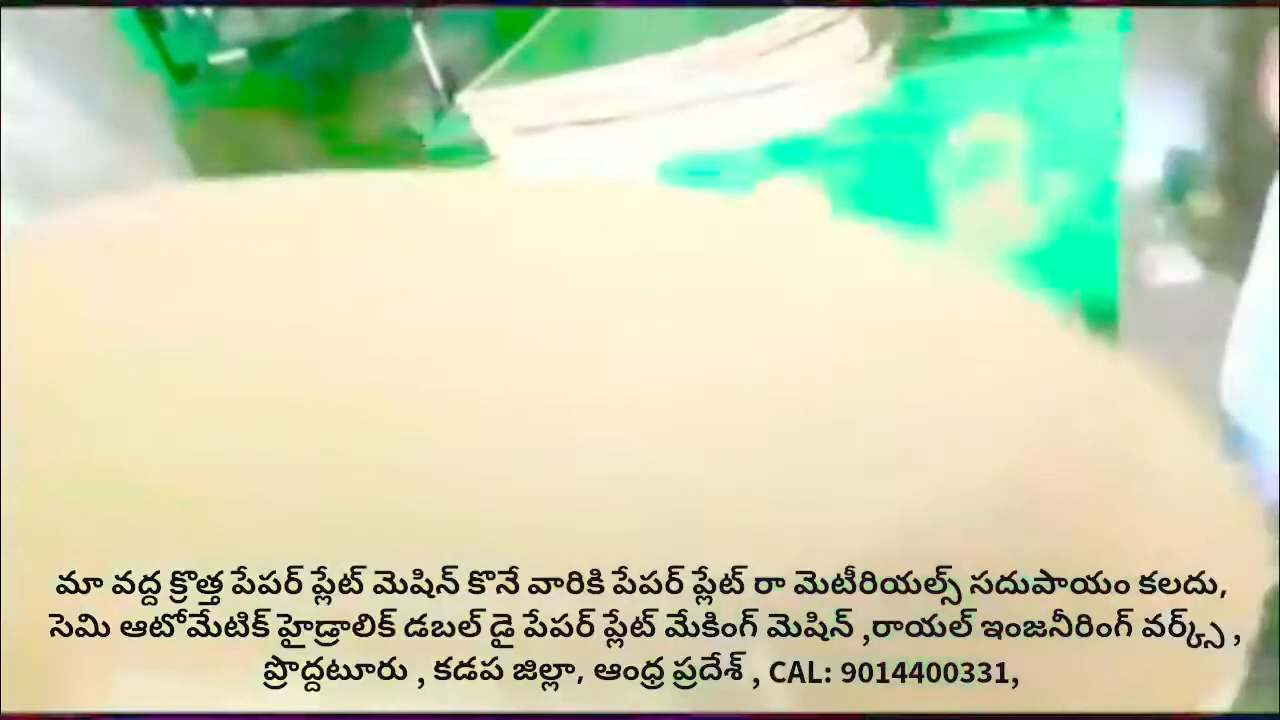 మా వద్ద క్రొత్త పేపర్ ప్లేట్ మెషిన్ కొనే వారికి పేపర్ ప్లేట్ రా మెటీరియల్స్ సదుపాయం కలదు,
సెమి ఆటోమేటిక్ హైడ్రాలిక్ డబల్ డై పేపర్ ప్లేట్ మేకింగ్ మెషిన్ ,రాయల్ ఇంజనీరింగ్ వర్క్స్ ,
ప్రొద్దటూరు , కడప జిల్లా, ఆంధ్ర ప్రదేశ్ , CAL: 9014400331,